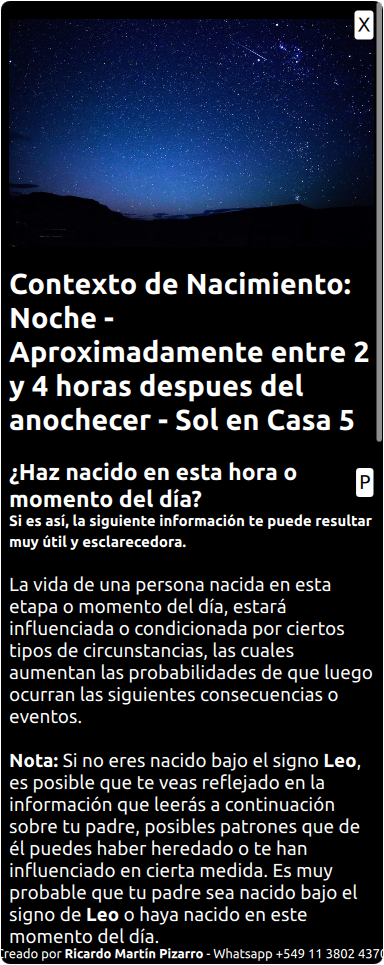 X
Contexto de Nacimiento:
Noche -
Aproximadamente entre 2
y 4 horas despues del
anochecer - Sol en Casa 5
¿Haz nacido en esta hora o
momento del día?
P
Si es así, la siguiente información te puede resultar
muy útil y esclarecedora.
La vida de una persona nacida en esta
etapa o momento del día, estará
influenciada o condicionada por ciertos
tipos de circunstancias, las cuales
aumentan las probabilidades de que luego
ocurran las siguientes consecuencias o
eventos.
Nota: Si no eres nacido bajo el signo Leo,
es posible que te veas reflejado en la
información que leerás a continuación
sobre tu padre, posibles patrones que de
él puedes haber heredado o te han
influenciado en cierta medida. Es muy
probable que tu padre sea nacido bajo el
signo de Leo o haya nacido en este
momento del día.
Creado por Ricardo Martín Pizarro - Whatsapp +549 11 3802 4370